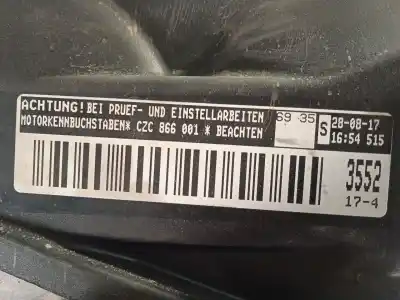 ACHTUNG! BEI PRUEF- UND EINSTELLARBEITEN
MOTORKENNBUCHSTABEN* CZC 866 001 * BEACHTEN
69 35
S
28-08-17
16:54 515
3552
17-4